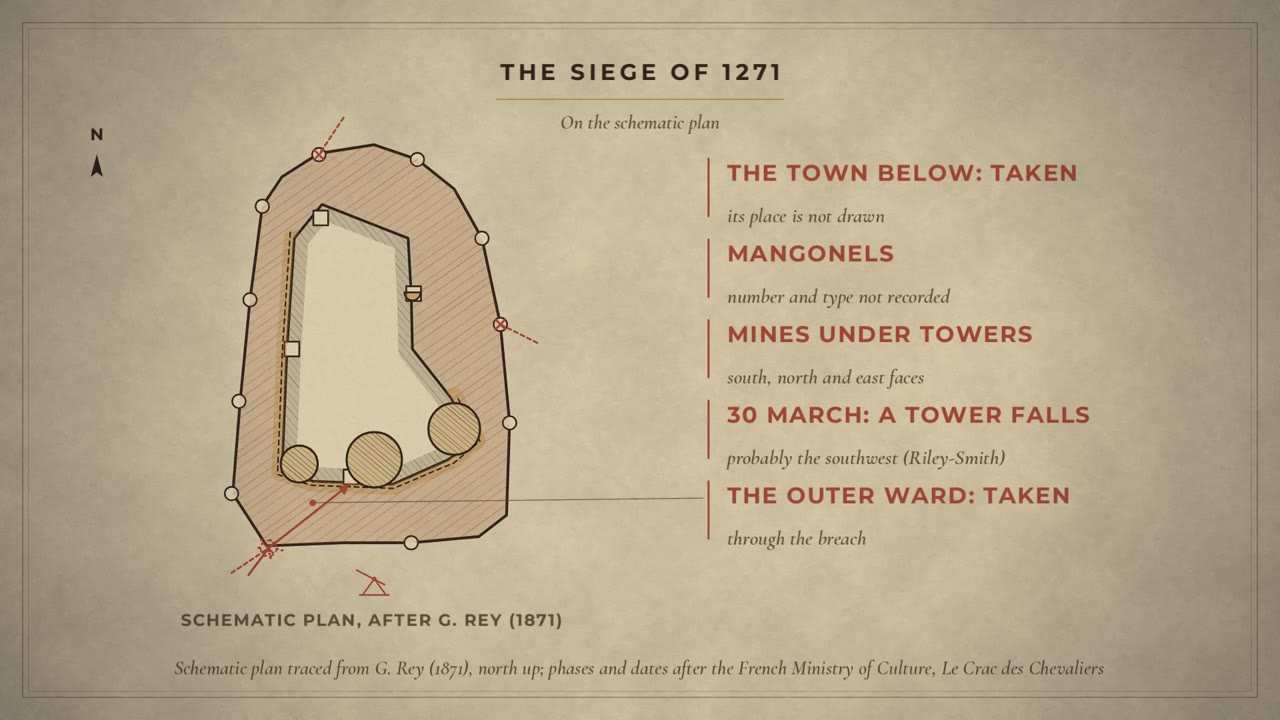 THE SIEGE OF 1271
On the schematic plan
N
THE TOWN BELOW: TAKEN
its place is not drawn
MANGONELS
number and type not recorded
MINES UNDER TOWERS
south, north and east faces
30 MARCH: A TOWER FALLS
probably the southwest (Riley-Smith)
THE OUTER WARD: TAKEN
through the breach
SCHEMATIC PLAN, AFTER G. REY (1871)
Schematic plan traced from G. Rey (1871), north up; phases and dates after the French Ministry of Culture, Le Crac des Chevaliers